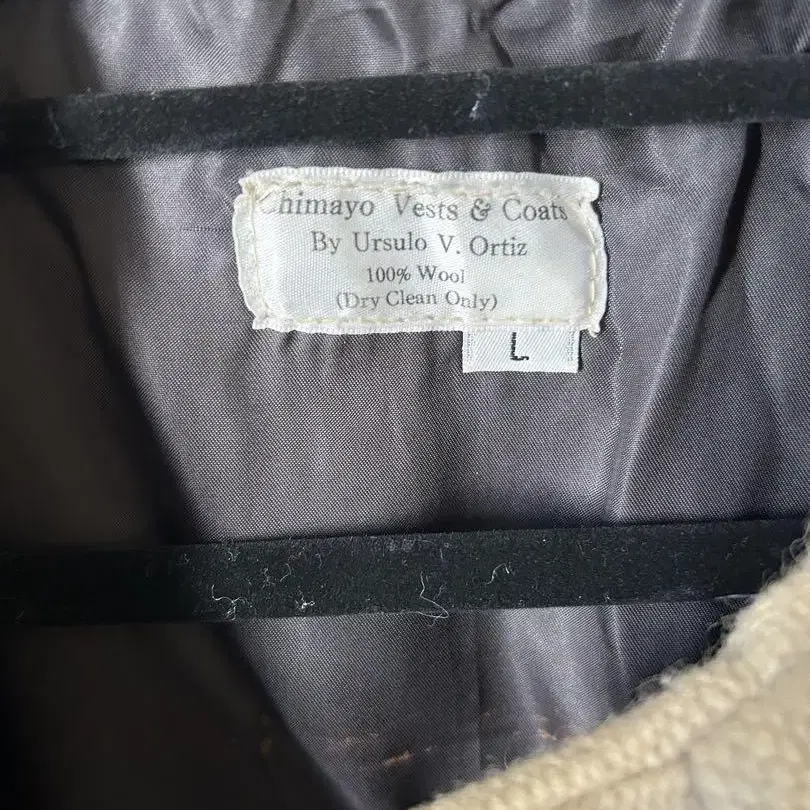 Chimayo Vests & Coats
By Ursulo V. Ortiz
100% Wool
(Dry Clean Only)
L